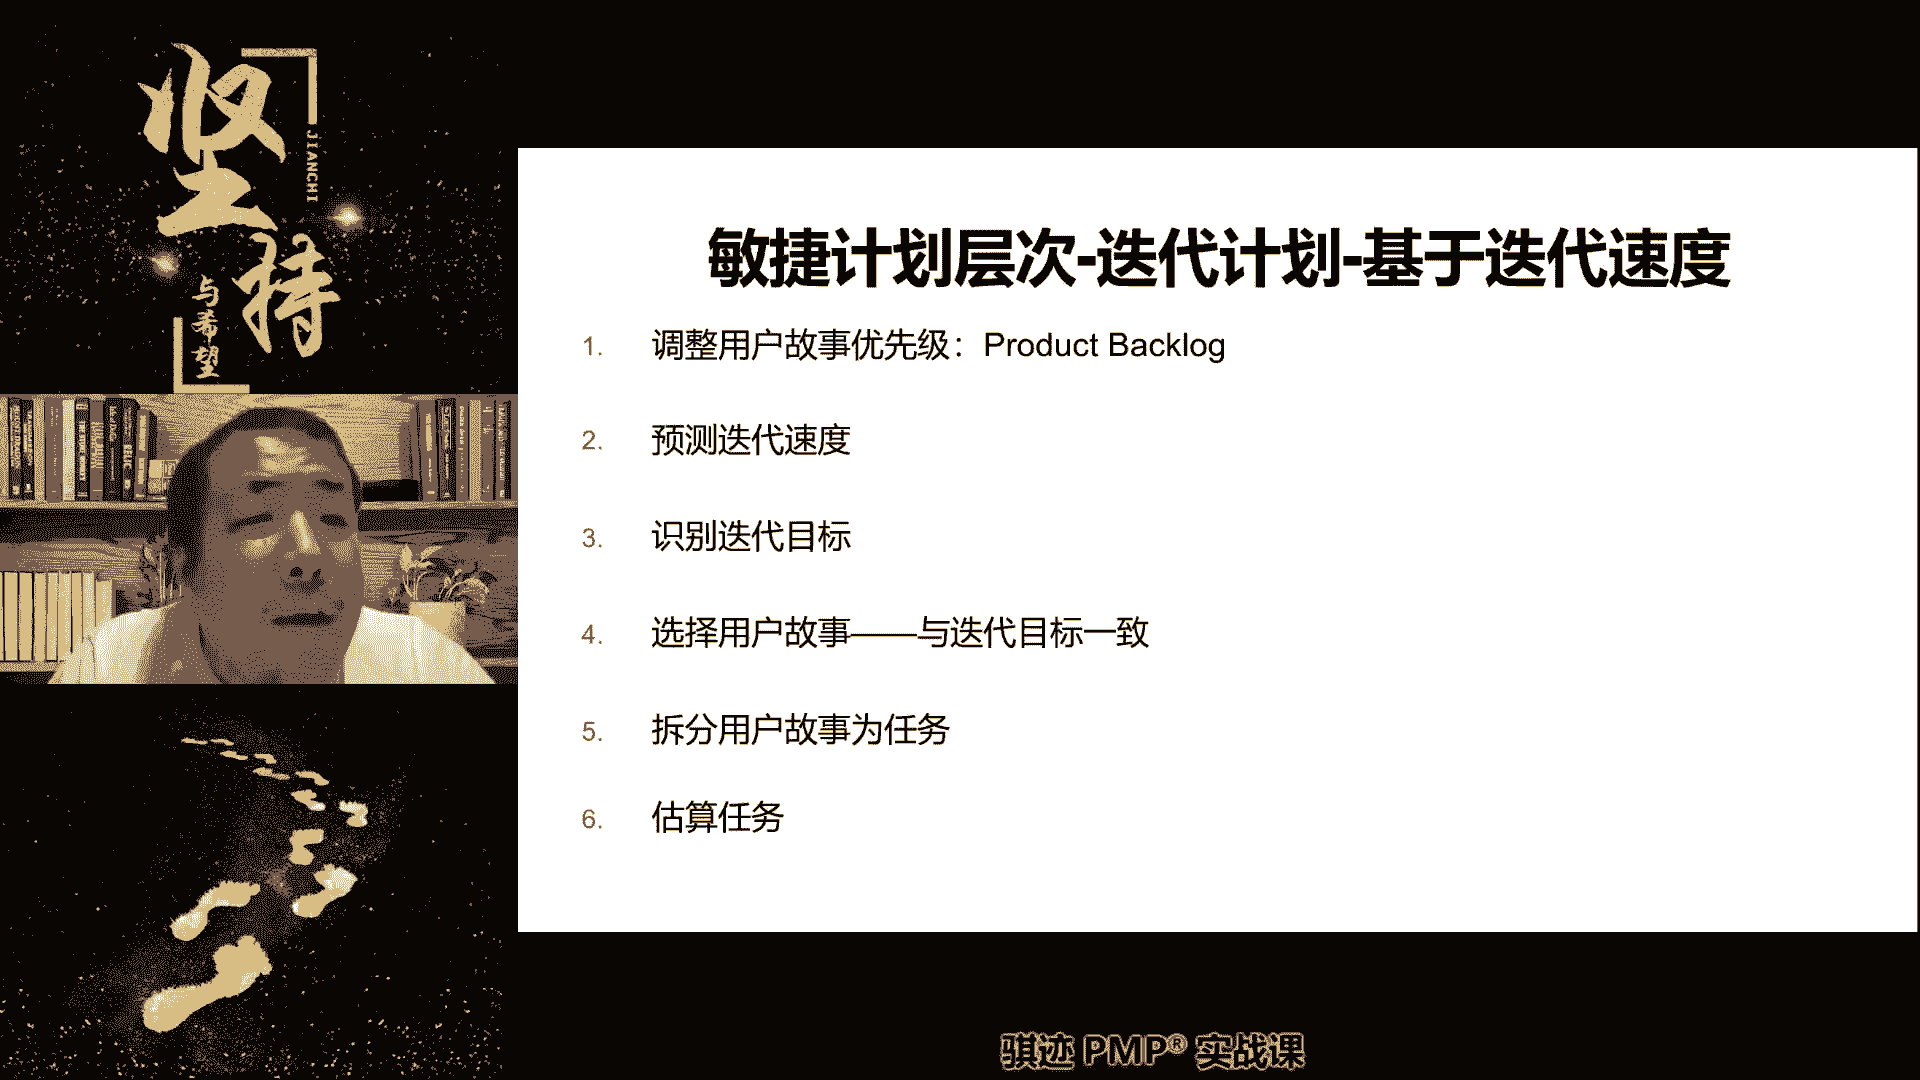 坚持
JIANCHI
与希望
敏捷计划层次-迭代计划-基于迭代速度
1. 调整用户故事优先级：Product Backlog
2. 预测迭代速度
3. 识别迭代目标
4. 选择用户故事——与迭代目标一致
5. 拆分用户故事为任务
6. 估算任务
骐迹 PMP® 实战课